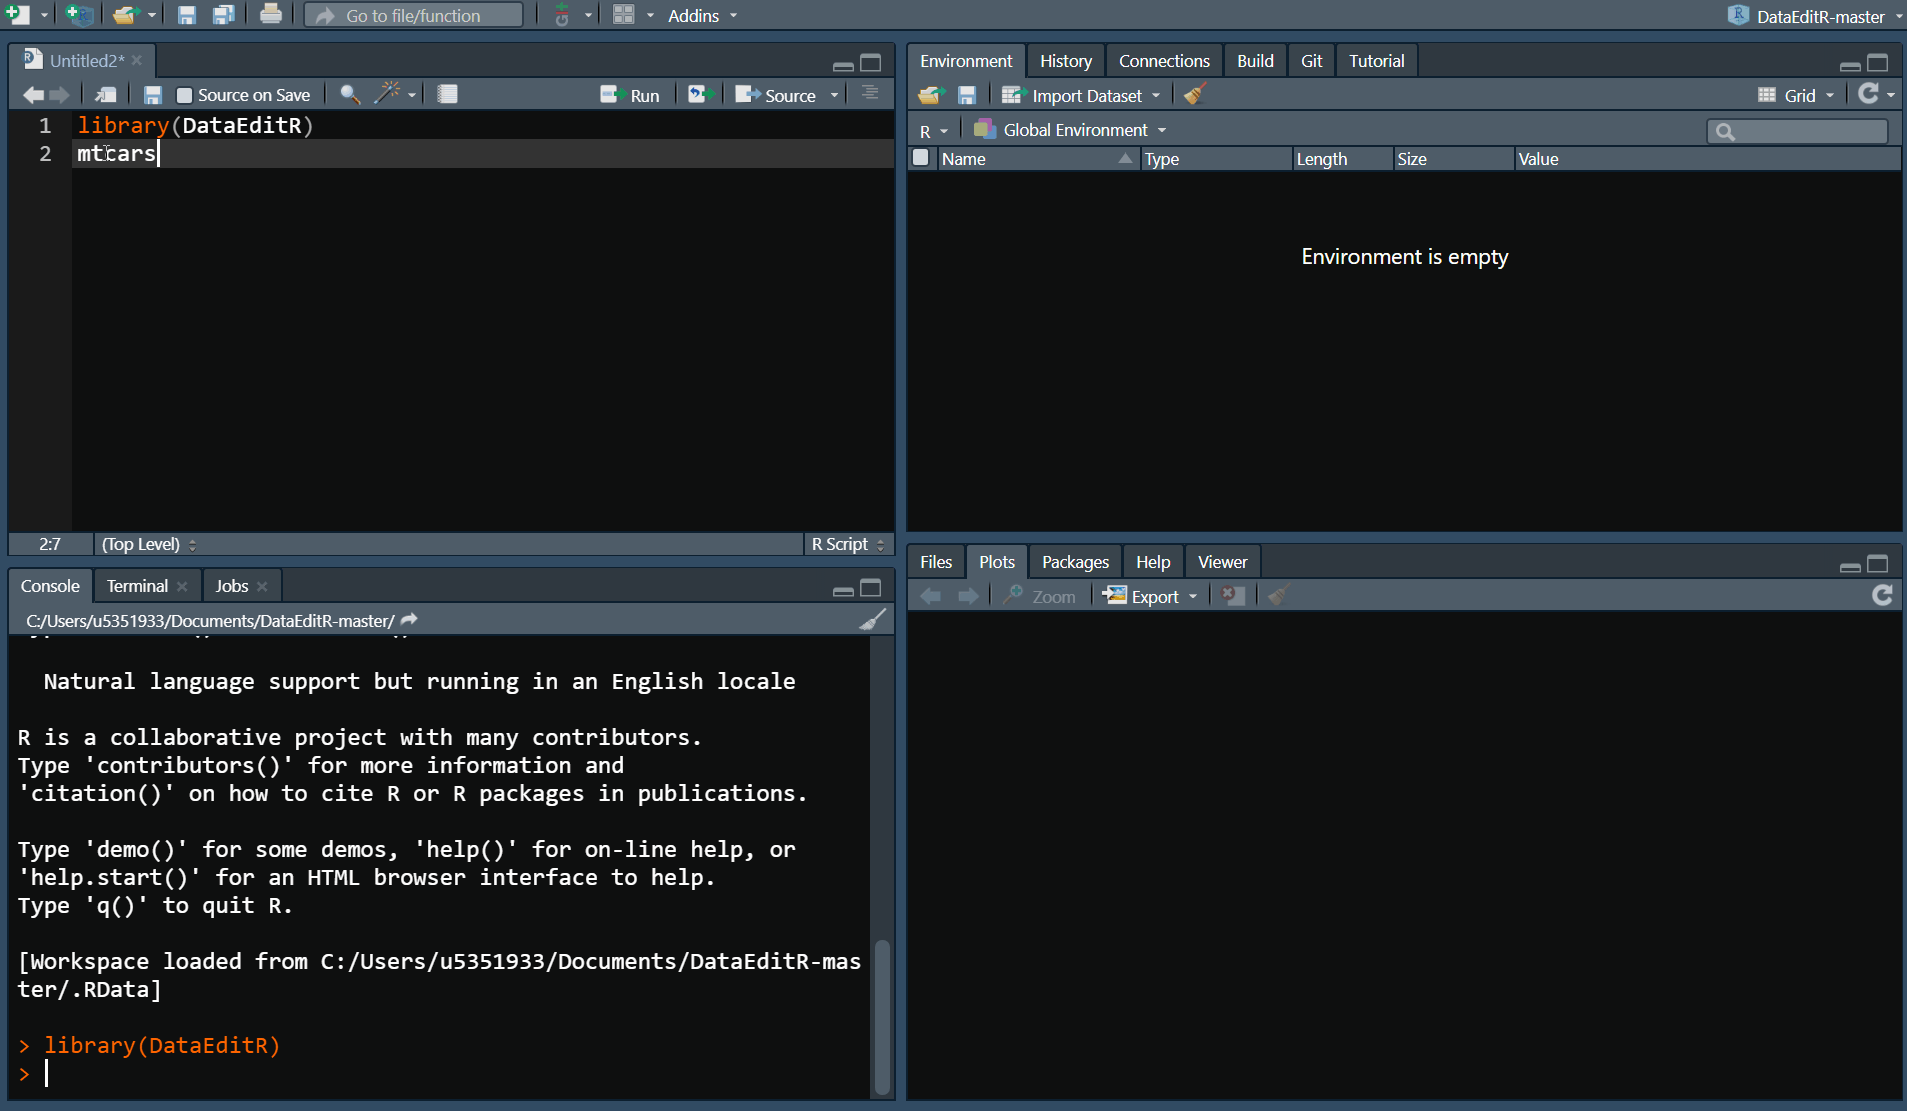 Go to file/function
Addins
DataEditR-master
Untitled2*
Source on Save
Run
Source
1 library(DataEditR)
2 mtcars
2:7
(Top Level)
R Script
Console
Terminal
Jobs
C:/Users/u5351933/Documents/DataEditR-master/
Natural language support but running in an English locale
R is a collaborative project with many contributors.
Type 'contributors()' for more information and
'citation()' on how to cite R or R packages in publications.
Type 'demo()' for some demos, 'help()' for on-line help, or
'help.start()' for an HTML browser interface to help.
Type 'q()' to quit R.
[Workspace loaded from C:/Users/u5351933/Documents/DataEditR-mas
ter/.RData]
> library(DataEditR)
>
Environment
History
Connections
Build
Git
Tutorial
Import Dataset
Grid
R
Global Environment
Name
Type
Length
Size
Value
Environment is empty
Files
Plots
Packages
Help
Viewer
Zoom
Export